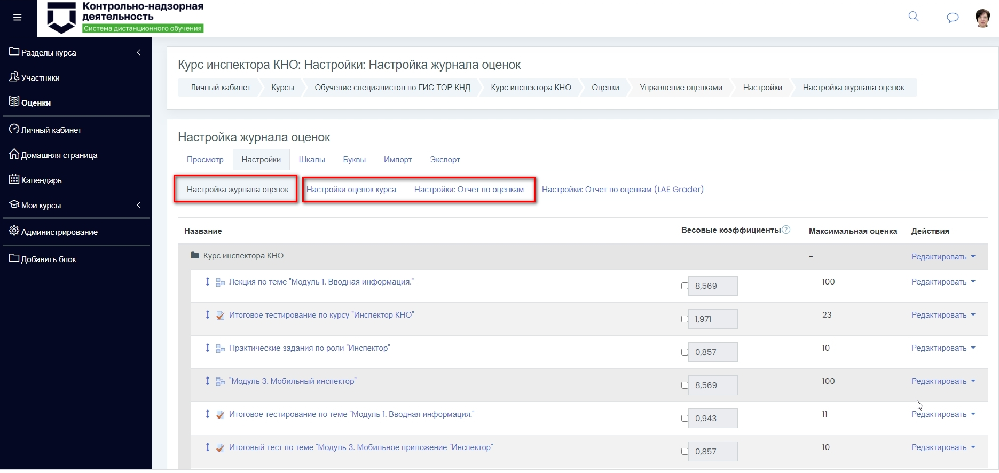 Контрольно-надзорная
деятельность
Система дистанционного обучения
Разделы курса
Участники
Оценки
Личный кабинет
Домашняя страница
Календарь
Мои курсы
Администрирование
Добавить блок
Курс инспектора КНО: Настройки: Настройка журнала оценок
Личный кабинет Курсы Обучение специалистов по ГИС ТОР КНД Курс инспектора КНО Оценки Управление оценками Настройки Настройка журнала оценок
Настройка журнала оценок
Просмотр Настройки Шкалы Буквы Импорт Экспорт
Настройка журнала оценок Настройки оценок курса Настройки: Отчет по оценкам Настройки: Отчет по оценкам (LAE Grader)
Название Весовые коэффициенты ? Максимальная оценка Действия
Курс инспектора КНО - Редактировать
Лекция по теме "Модуль 1. Вводная информация." 8,569 100 Редактировать
Итоговое тестирование по курсу "Инспектор КНО" 1,971 23 Редактировать
Практические задания по роли "Инспектор" 0,857 10 Редактировать
"Модуль 3. Мобильный инспектор" 8,569 100 Редактировать
Итоговое тестирование по теме "Модуль 1. Вводная информация." 0,943 11 Редактировать
Итоговый тест по теме "Модуль 3. Мобильное приложение "Инспектор" 0,857 10 Редактировать